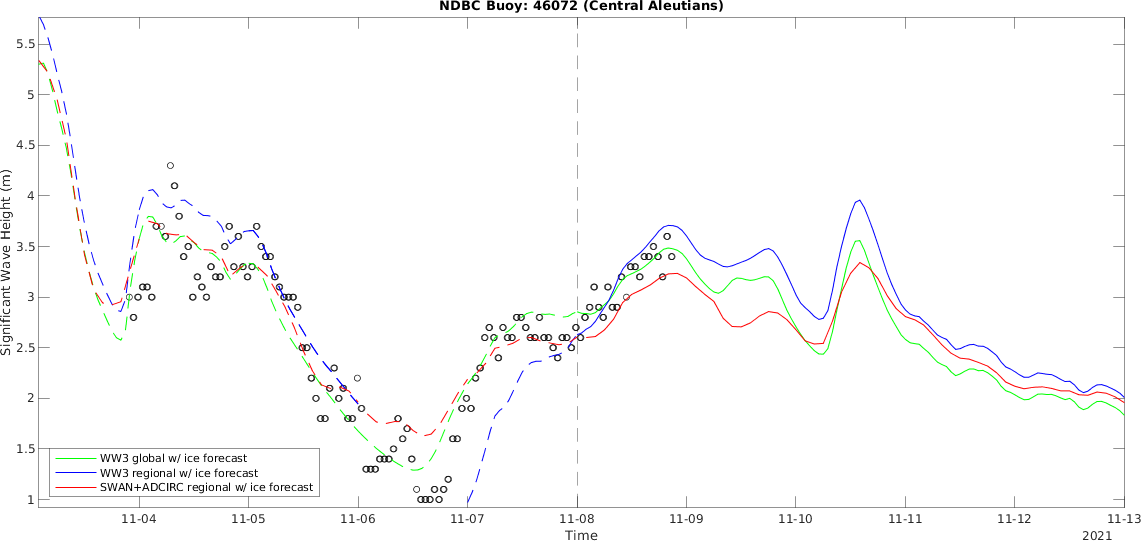 NDBC Buoy: 46072 (Central Aleutians)
5.5
5
4.5
4
3.5
3
2.5
2
1.5
1
Significant Wave Height (m)
WW3 global w/ ice forecast
WW3 regional w/ ice forecast
SWAN+ADCIRC regional w/ ice forecast
11-04 11-05 11-06 11-07 11-08 11-09 11-10 11-11 11-12 11-13
Time
2021